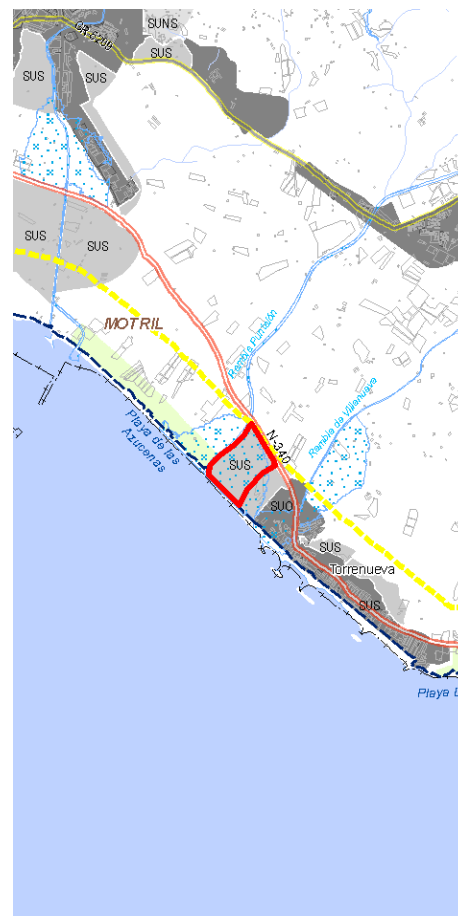 SUNS
GR-5209
SUS
SUS
SUS
SUS
SUS
MOTRIL
Rambla Puntalón
Rambla de Villanueva
Playa de las
Azucenas
N-340
SUS
SUO
SUS
Torrenueva
SUS